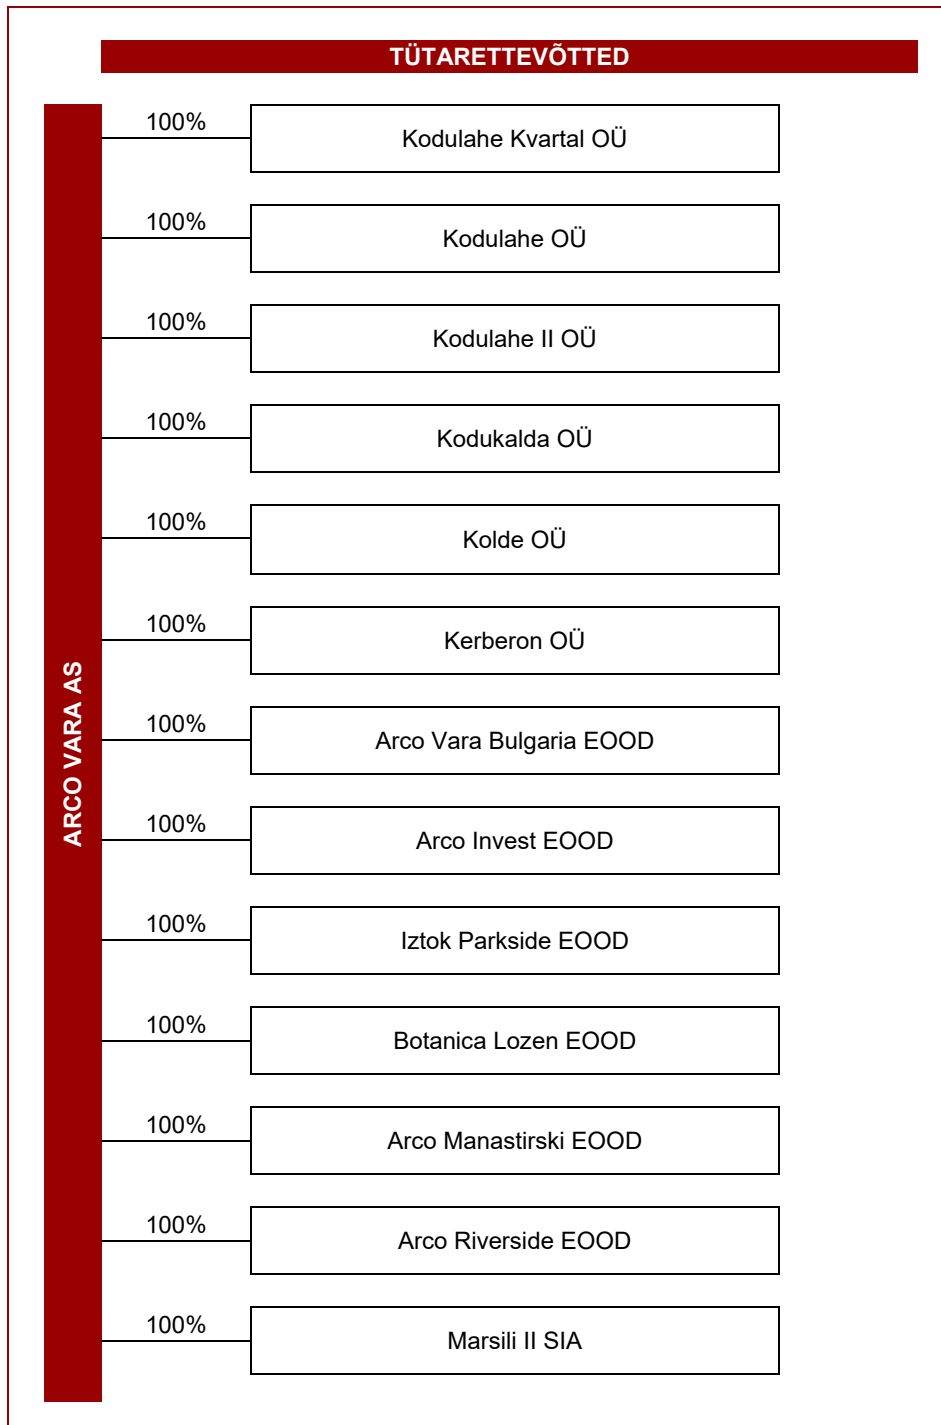 TÜTARETTEVÕTTED
ARCO VARA AS
100%
Kodulahe Kvartal OÜ
100%
Kodulahe OÜ
100%
Kodulahe II OÜ
100%
Kodukalda OÜ
100%
Kolde OÜ
100%
Kerberon OÜ
100%
Arco Vara Bulgaria EOOD
100%
Arco Invest EOOD
100%
Iztok Parkside EOOD
100%
Botanica Lozen EOOD
100%
Arco Manastirski EOOD
100%
Arco Riverside EOOD
100%
Marsili II SIA